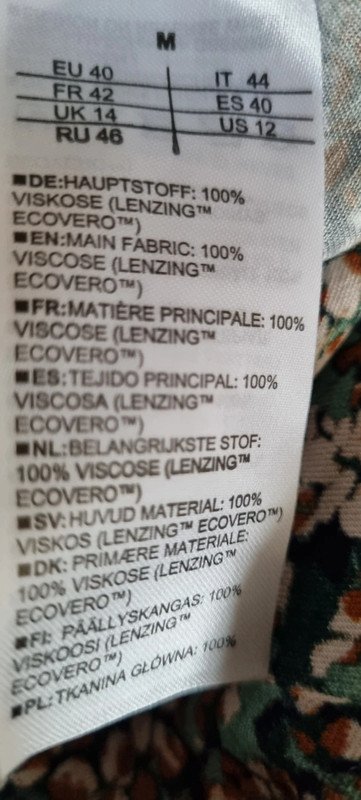 M
EU 40 IT 44
FR 42 ES 40
UK 14 US 12
RU 46
■DE:HAUPTSTOFF: 100%
VISKOSE (LENZING™
ECOVERO™)
■EN:MAIN FABRIC: 100%
VISCOSE (LENZING™
ECOVERO™)
■FR:MATIÈRE PRINCIPALE: 100%
VISCOSE (LENZING™
ECOVERO™)
■ES:TEJIDO PRINCIPAL: 100%
VISCOSA (LENZING™
ECOVERO™)
■NL:BELANGRIJKSTE STOF:
100% VISCOSE (LENZING™
ECOVERO™)
■SV:HUVUD MATERIAL: 100%
VISKOS (LENZING™ ECOVERO™)
■DK: PRIMÆRE MATERIALE:
100% VISKOSE (LENZING™
ECOVERO™)
■FI: PÄÄLLYSKANGAS: 100%
VISKOOSI (LENZING™
ECOVERO™)
■PL:TKANINA GŁÓWNA: 100%